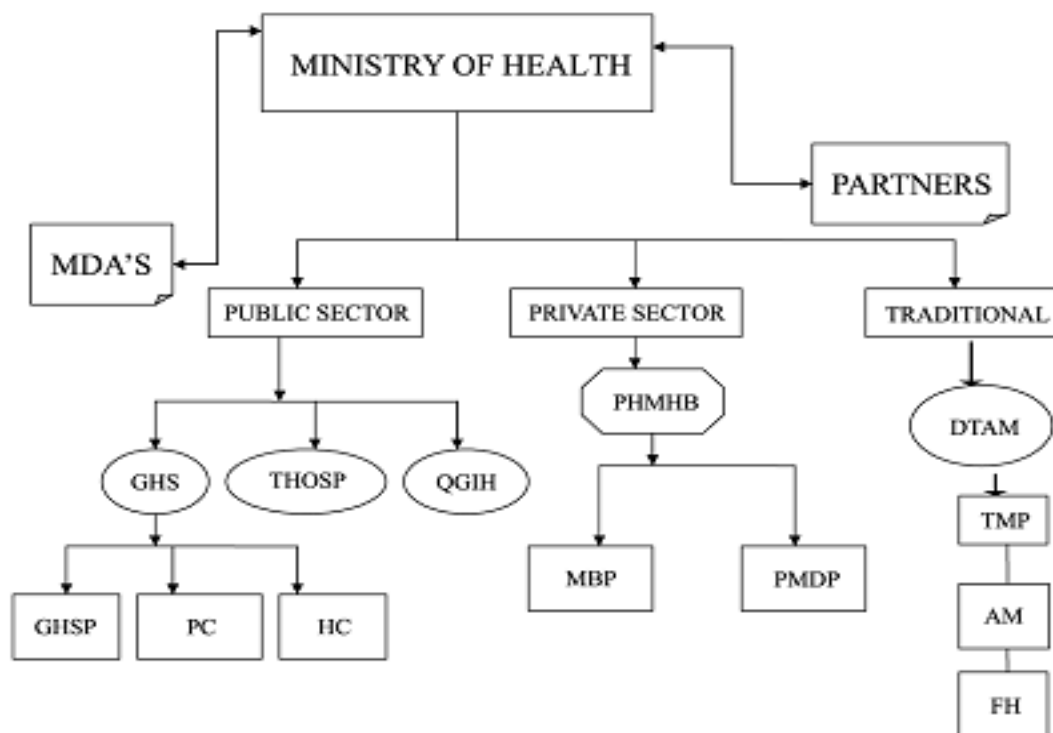 MINISTRY OF HEALTH
PARTNERS
MDA'S
PUBLIC SECTOR
PRIVATE SECTOR
TRADITIONAL
PHMHB
DTAM
GHS
THOSP
QGIH
TMP
MBP
PMDP
GHSP
PC
HC
AM
FH